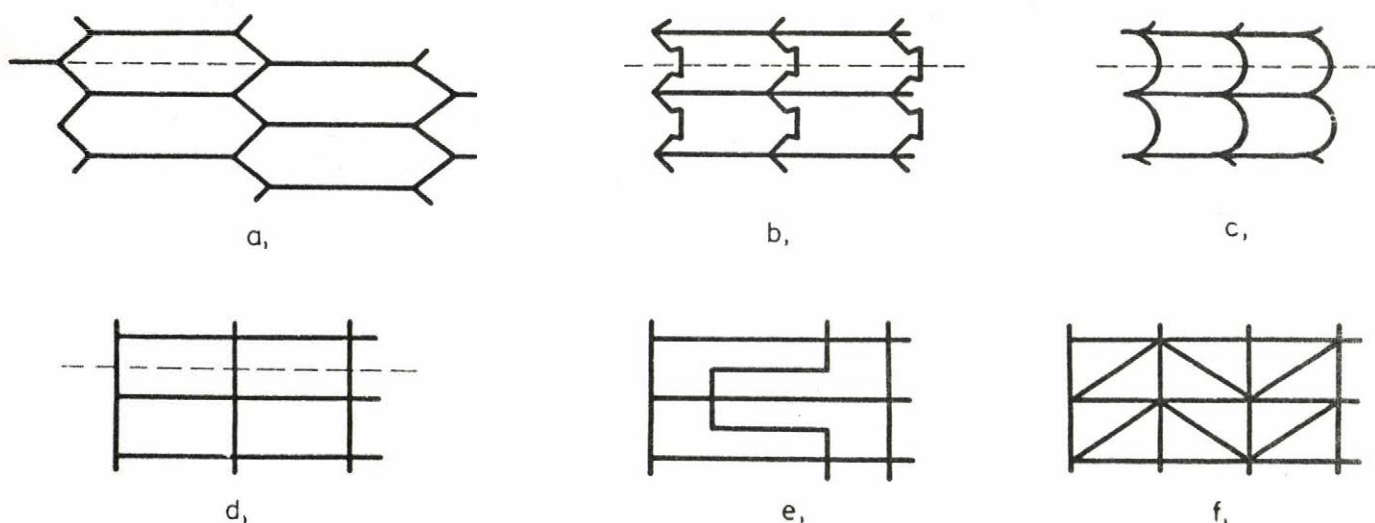 a, b, c,
d, e, f,